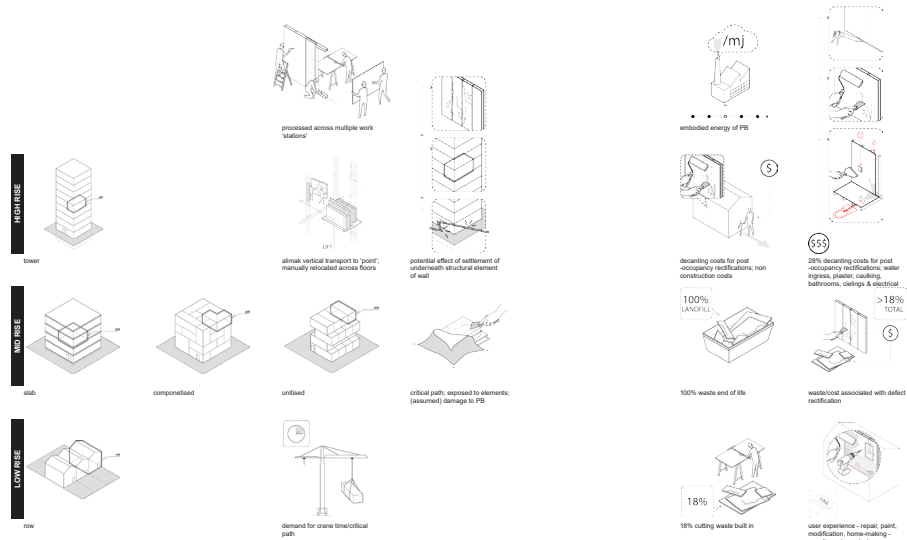 /mj
processed across multiple work
'stations'
embodied energy of PB
HIGH RISE
LIFT
$
$$$
tower
alimak vertical transport to 'point';
manually relocated across floors
potential effect of settlement of
underneath structural element
of wall
decanting costs for post
-occupancy rectifications; non
construction costs
28% decanting costs for post
-occupancy rectifications; water
ingress, plaster, caulking,
bathrooms, cielings & electrical
MID RISE
100%
LANDFILL
>18%
TOTAL
$
slab
componetised
unitised
critical path; exposed to elements;
(assumed) damage to PB
100% waste end of life
waste/cost associated with defect
rectification
LOW RISE
18%
row
demand for crane time/critical
path
18% cutting waste built in
user experience - repair, paint,
modification, home-making -